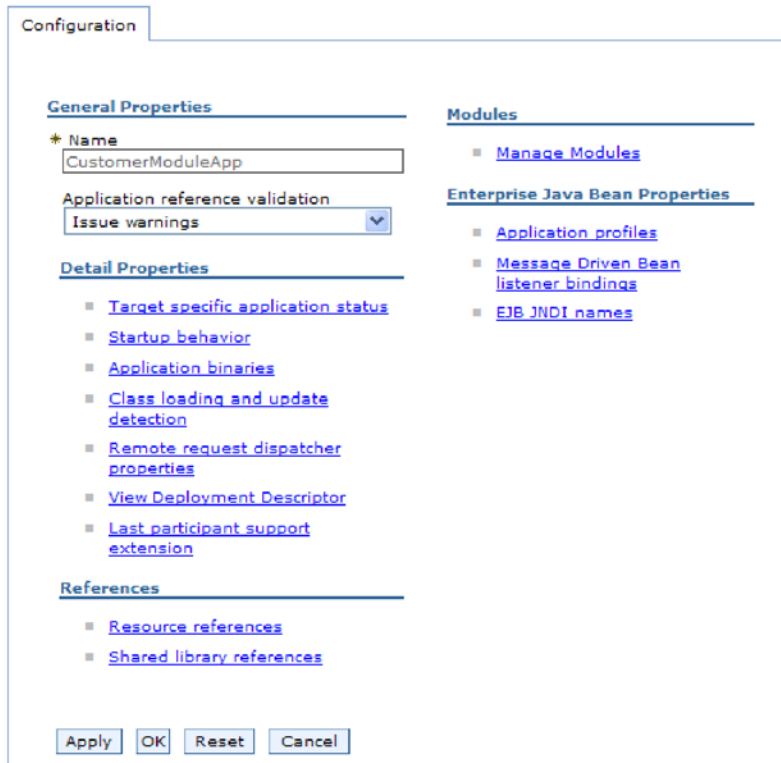 Configuration
General Properties
* Name
CustomerModuleApp
Application reference validation
Issue warnings
Detail Properties
Target specific application status
Startup behavior
Application binaries
Class loading and update
detection
Remote request dispatcher
properties
View Deployment Descriptor
Last participant support
extension
References
Resource references
Shared library references
Modules
Manage Modules
Enterprise Java Bean Properties
Application profiles
Message Driven Bean
listener bindings
EJB JNDI names
Apply OK Reset Cancel